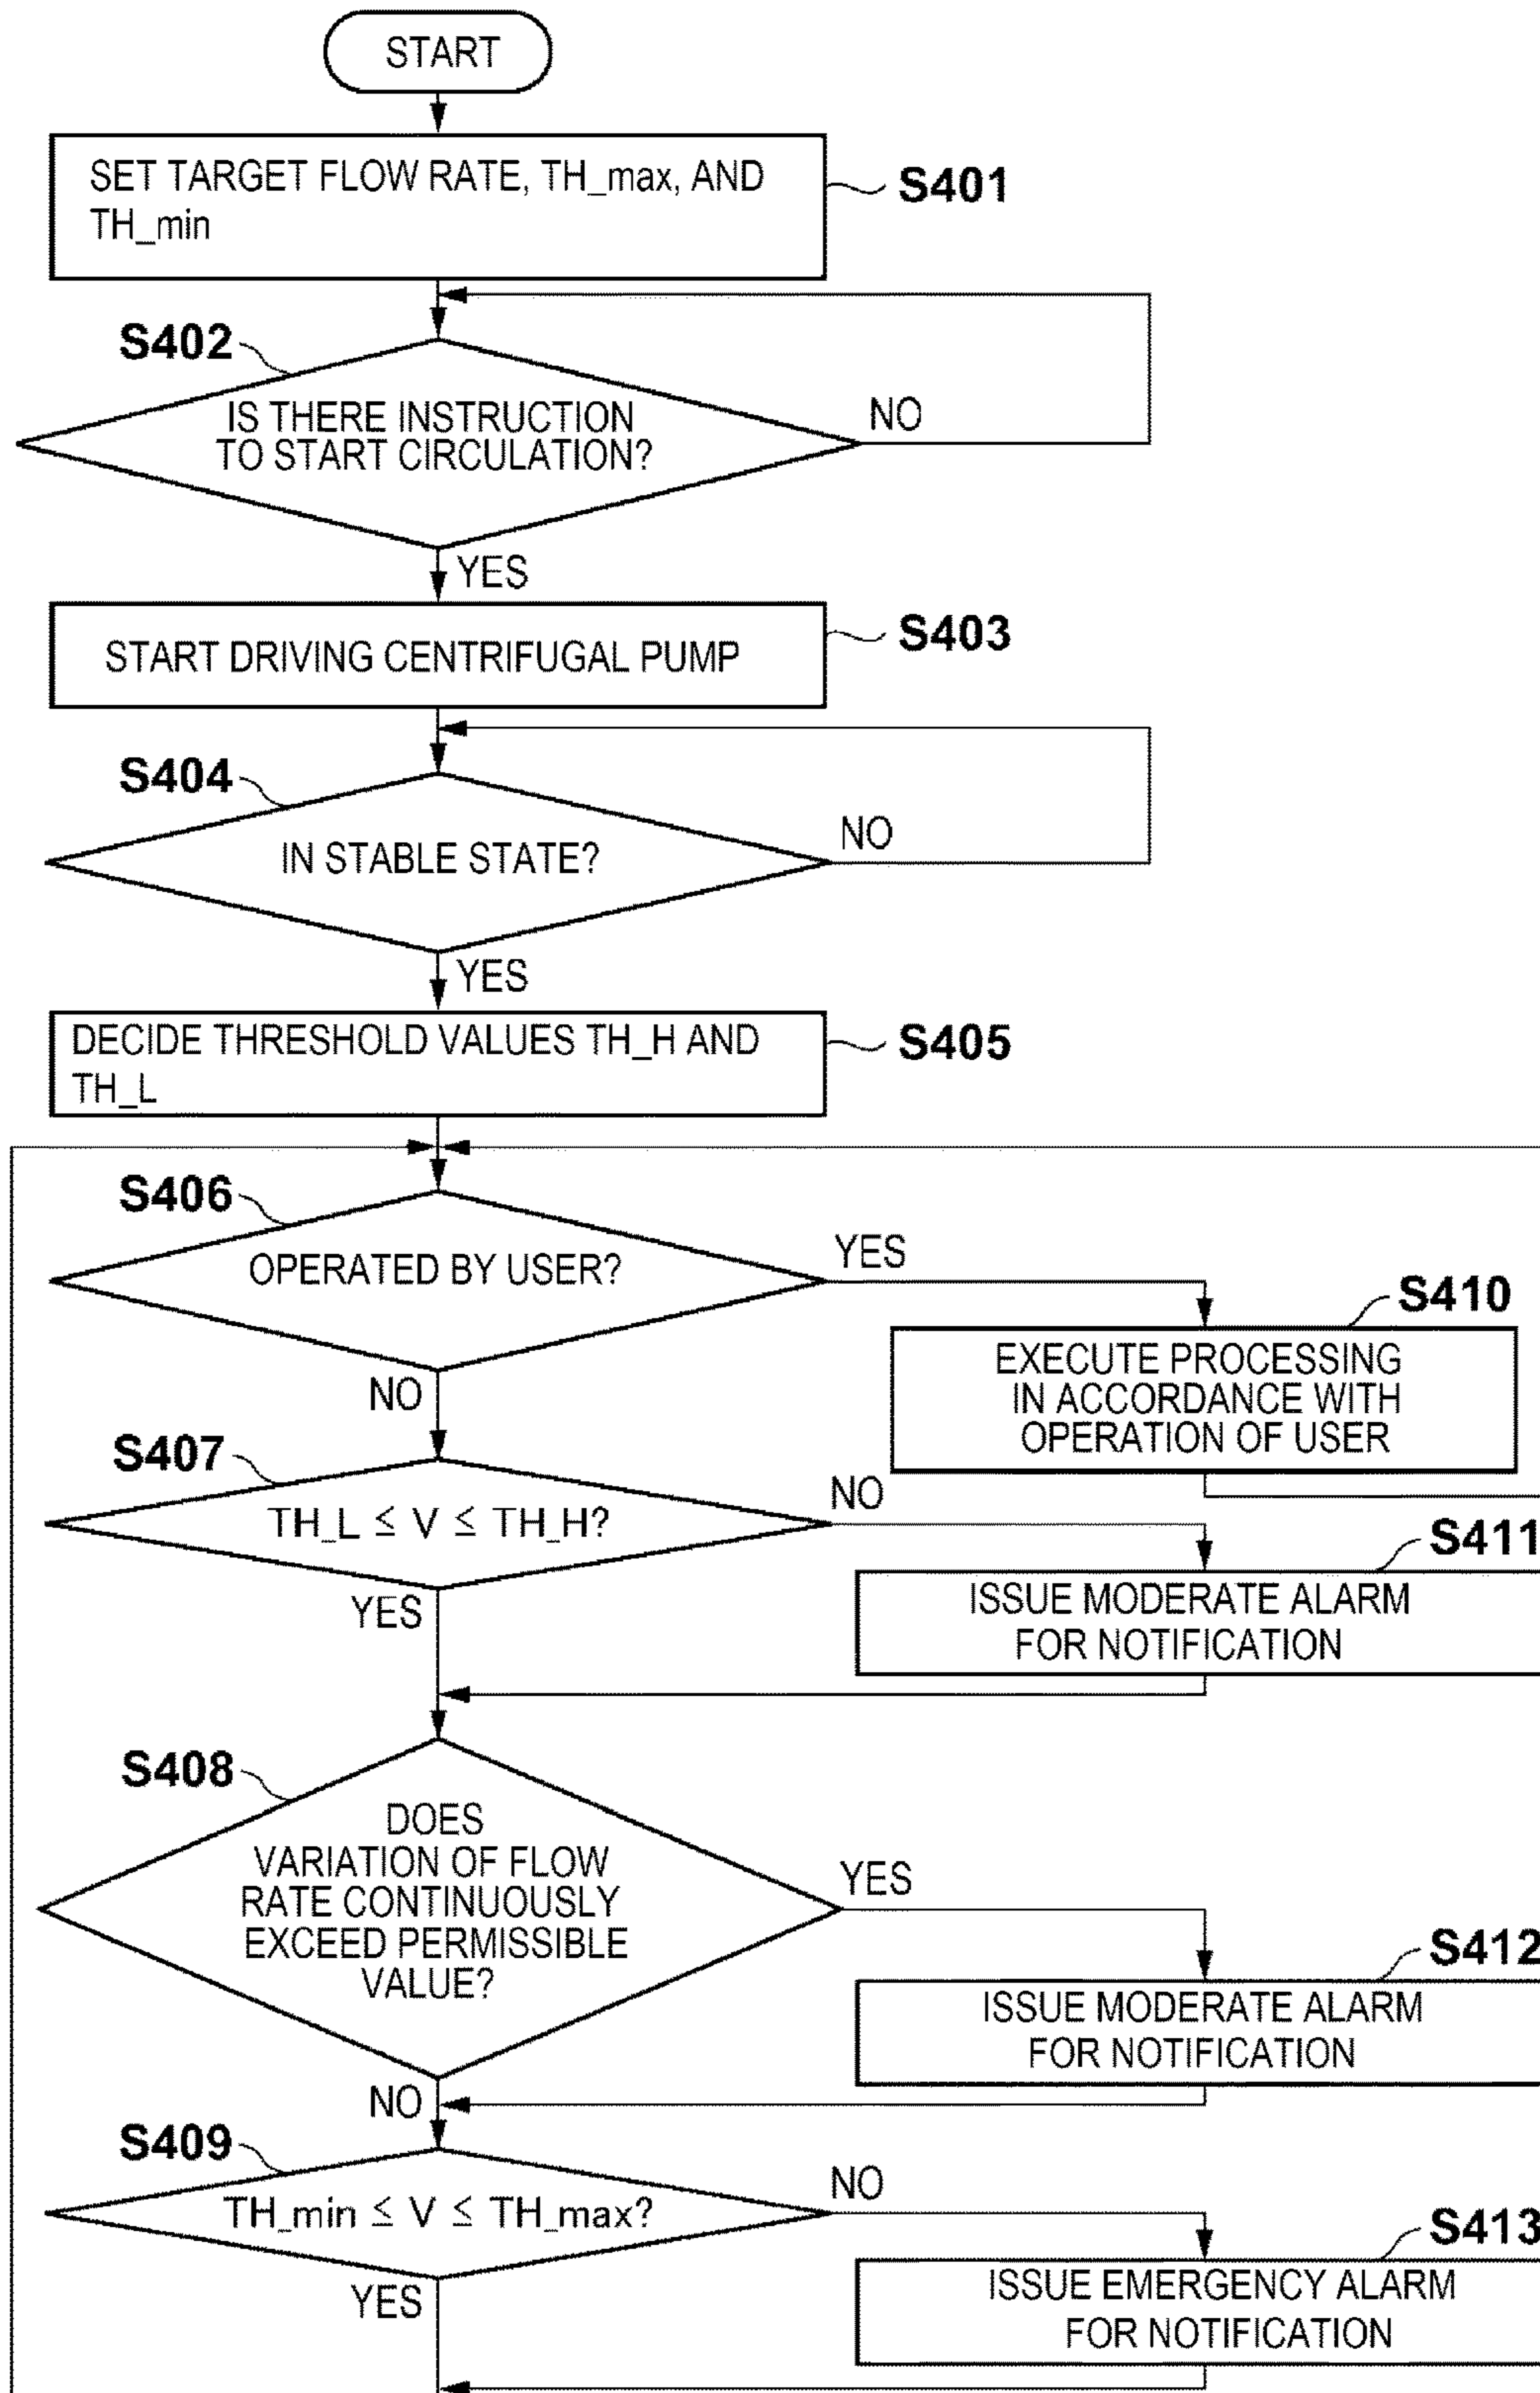 START
SET TARGET FLOW RATE, TH_max, AND
TH_min
S401
S402
IS THERE INSTRUCTION
TO START CIRCULATION?
NO
YES
START DRIVING CENTRIFUGAL PUMP
S403
S404
IN STABLE STATE?
NO
YES
DECIDE THRESHOLD VALUES TH_H AND
TH_L
S405
S406
OPERATED BY USER?
YES
NO
S410
EXECUTE PROCESSING
IN ACCORDANCE WITH
OPERATION OF USER
S407
TH_L ≤ V ≤ TH_H?
NO
YES
S411
ISSUE MODERATE ALARM
FOR NOTIFICATION
S408
DOES
VARIATION OF FLOW
RATE CONTINUOUSLY
EXCEED PERMISSIBLE
VALUE?
YES
NO
S412
ISSUE MODERATE ALARM
FOR NOTIFICATION
S409
TH_min ≤ V ≤ TH_max?
NO
YES
S413
ISSUE EMERGENCY ALARM
FOR NOTIFICATION